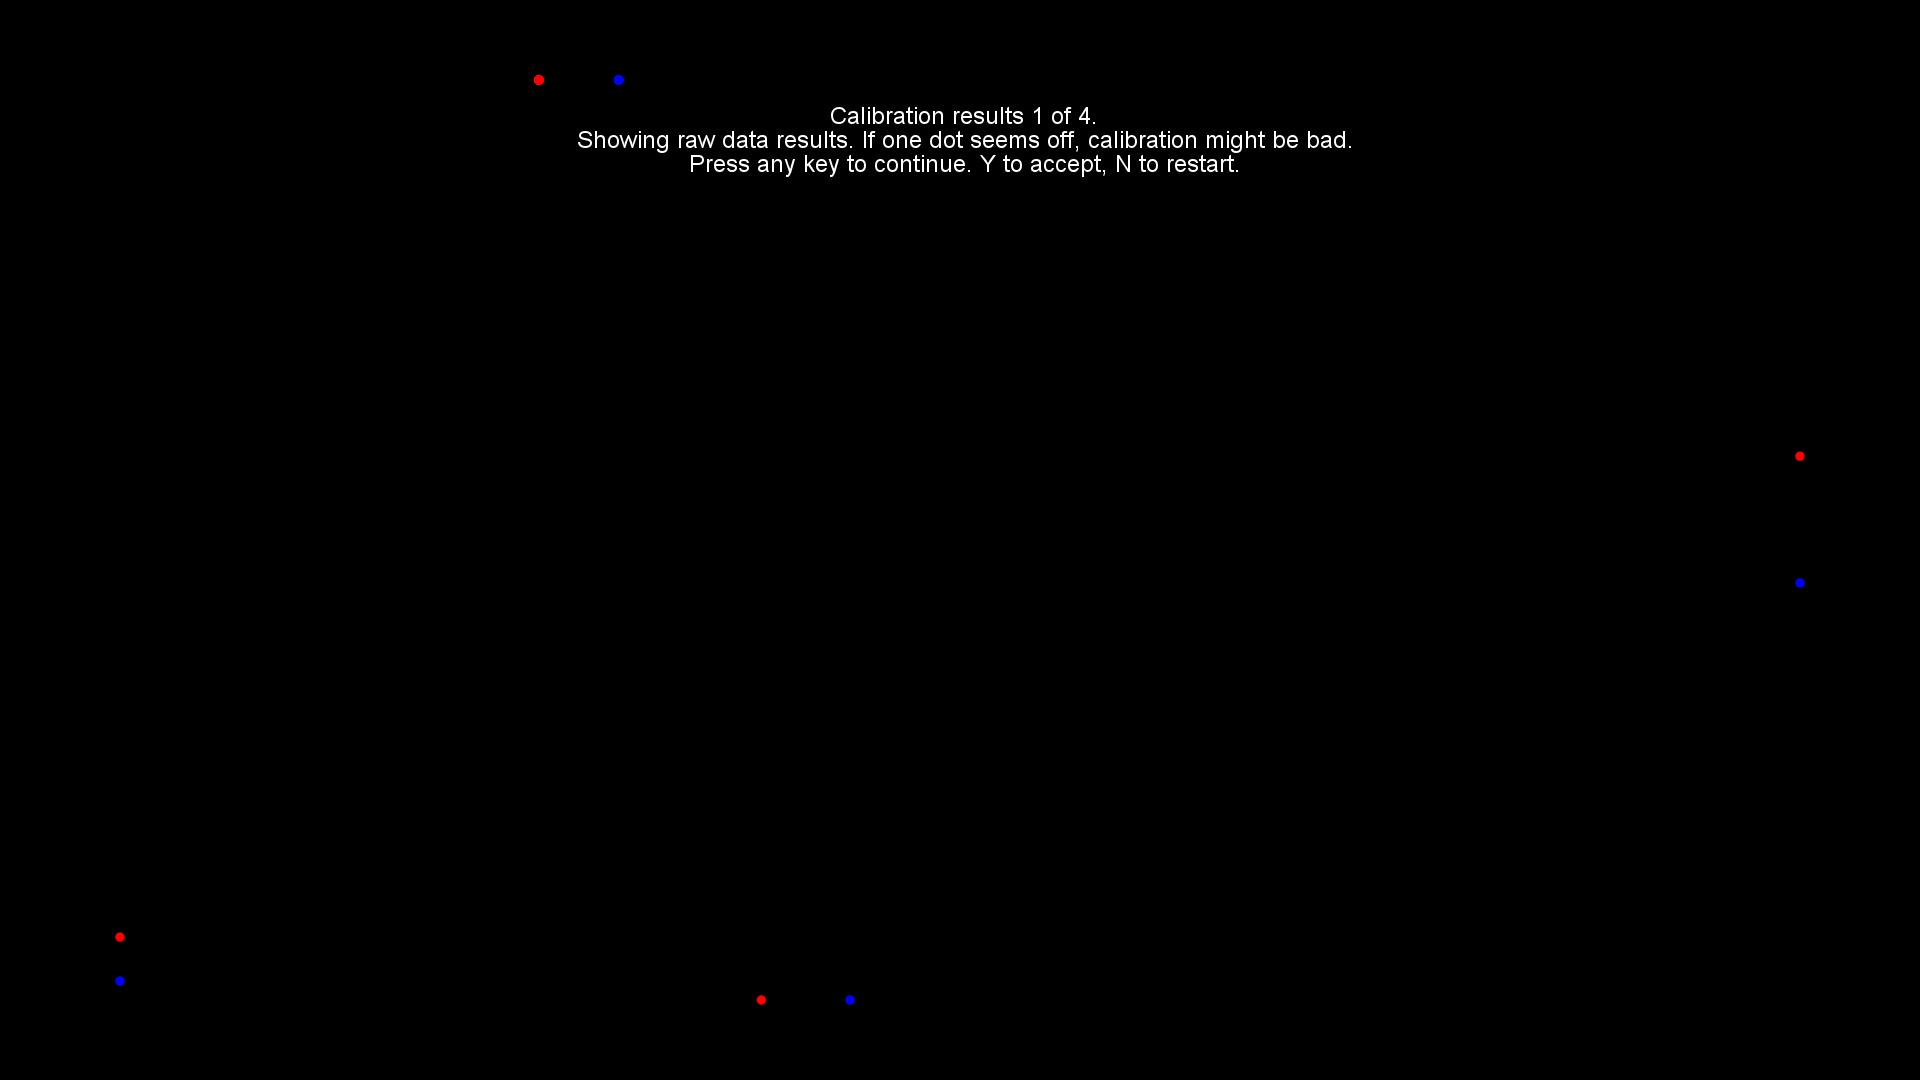 Calibration results 1 of 4.
Showing raw data results. If one dot seems off, calibration might be bad.
Press any key to continue. Y to accept, N to restart.